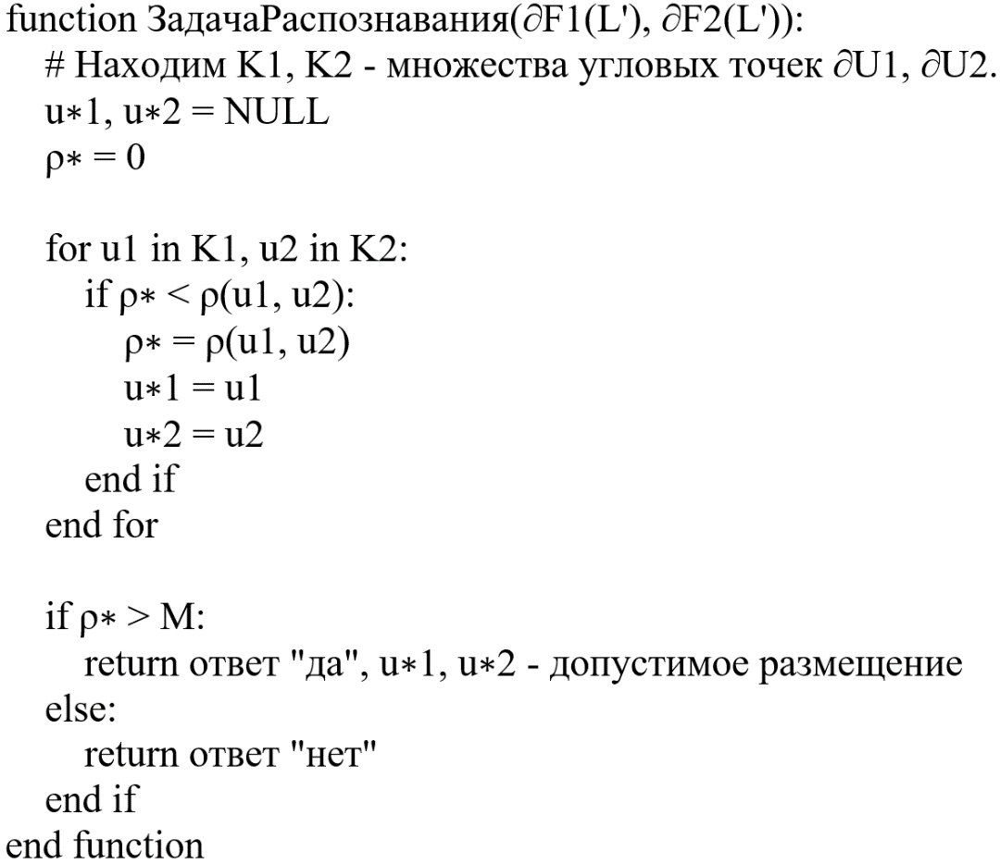 function ЗадачаРаспознавания(∂F1(L'), ∂F2(L')):
# Находим K1, K2 - множества угловых точек ∂U1, ∂U2.
u∗1, u∗2 = NULL
ρ∗ = 0
for u1 in K1, u2 in K2:
if ρ∗ < ρ(u1, u2):
ρ∗ = ρ(u1, u2)
u∗1 = u1
u∗2 = u2
end if
end for
if ρ∗ > M:
return ответ "да", u∗1, u∗2 - допустимое размещение
else:
return ответ "нет"
end if
end function